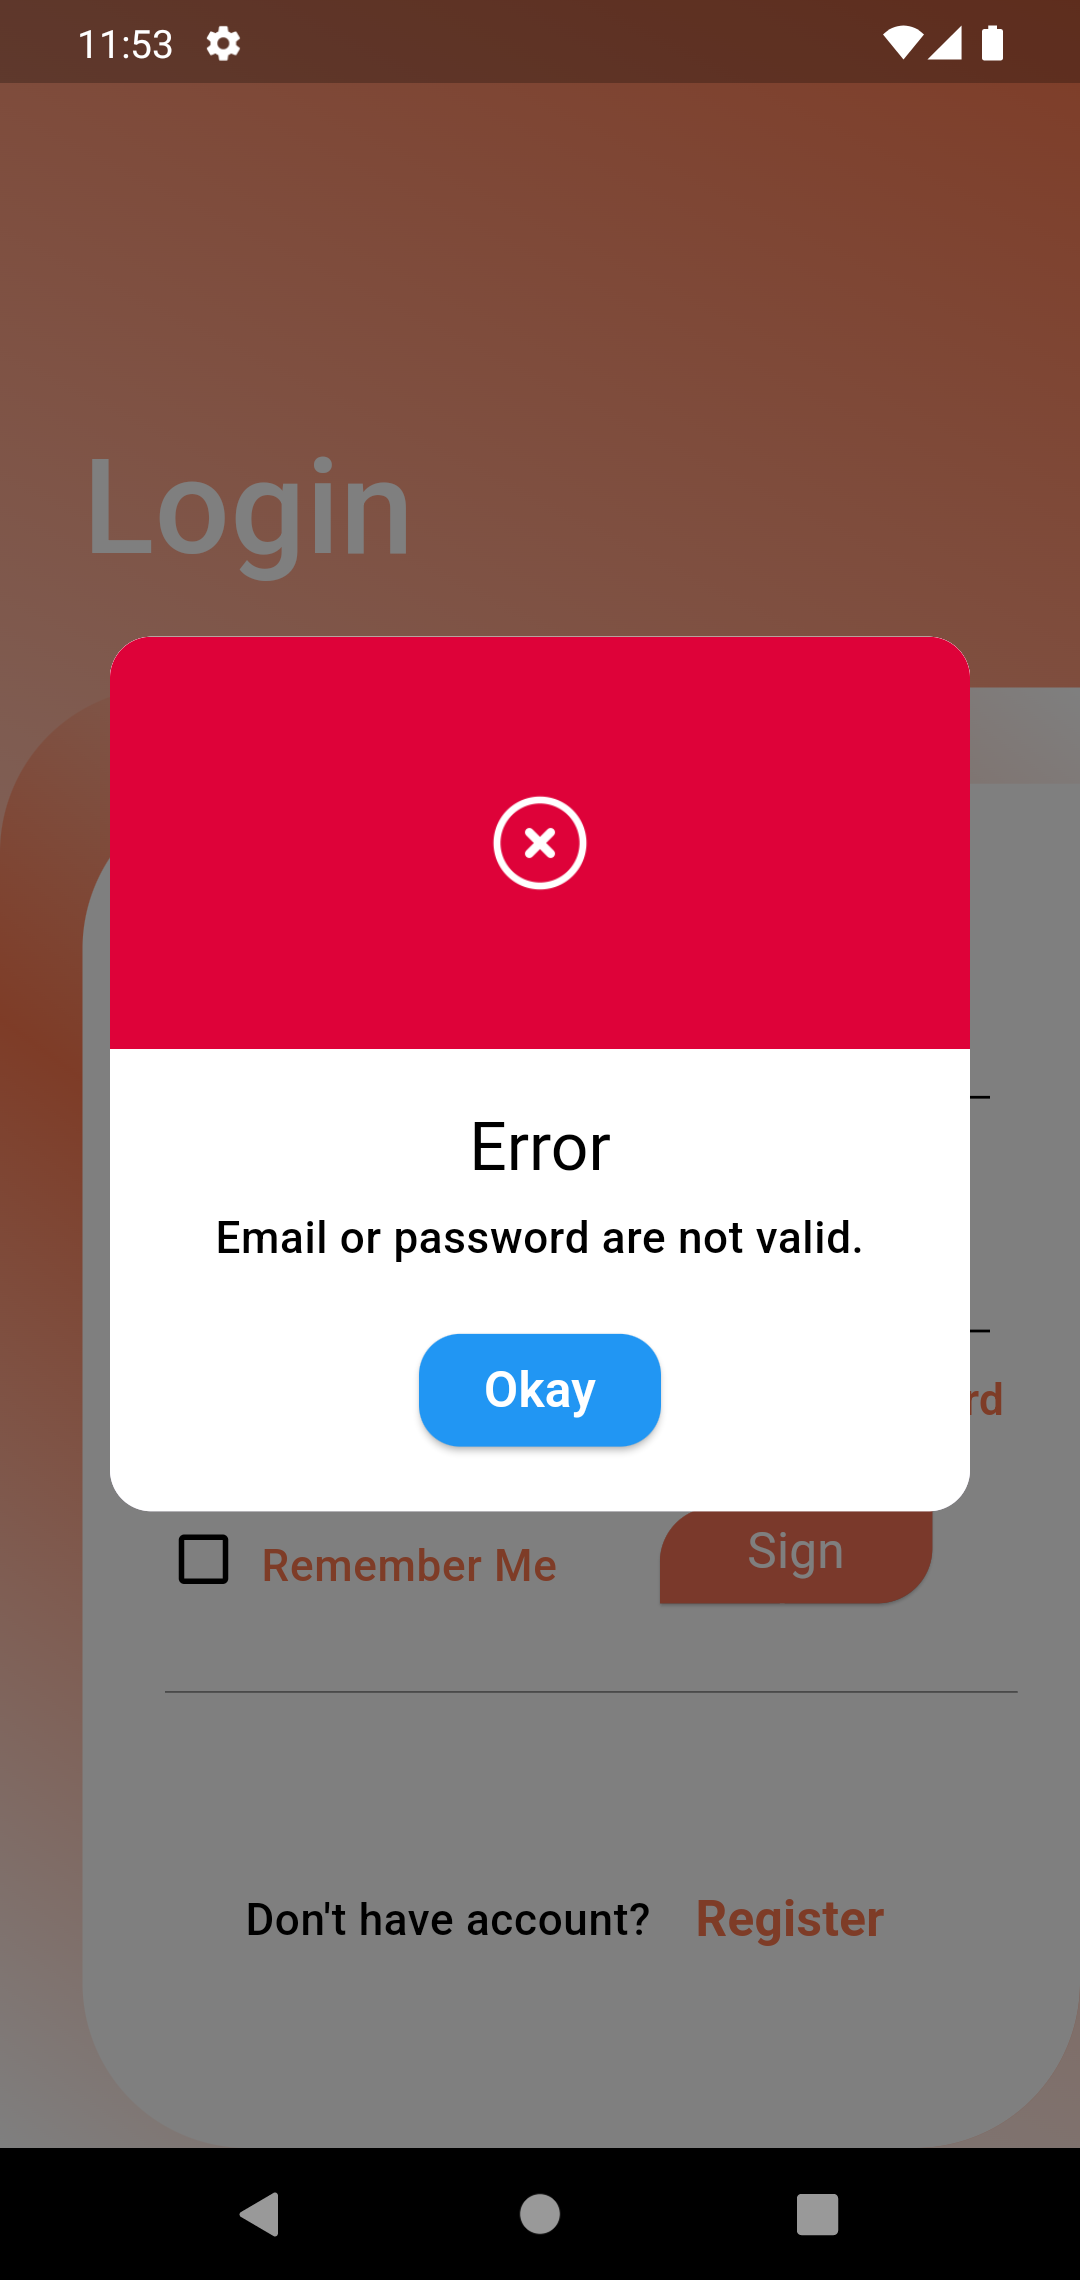 11:53
Login
Error
Email or password are not valid.
Okay
rd
Remember Me
Sign
Don't have account? Register